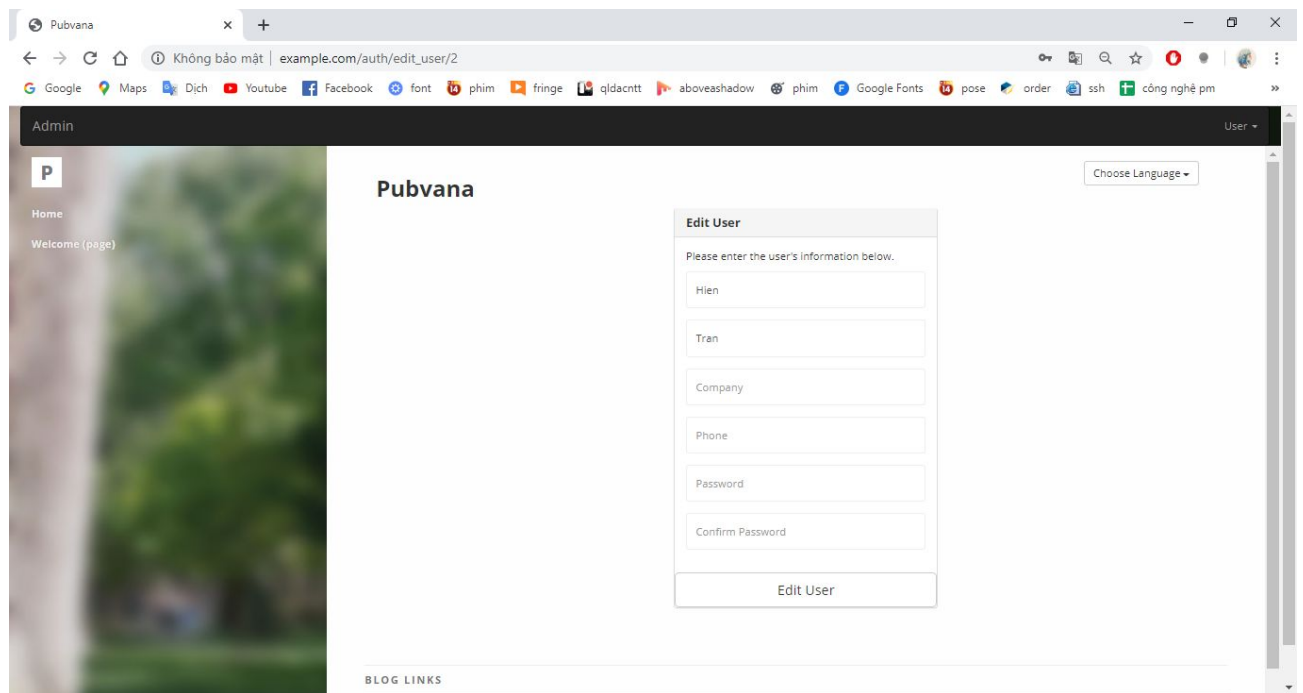 Pubvana
Không bảo mật | example.com/auth/edit_user/2
Google Maps Dịch Youtube Facebook font phim fringe qldacntt aboveashadow phim Google Fonts pose order ssh công nghệ pm »
Admin User
P
Choose Language
Pubvana
Home
Welcome (page)
Edit User
Please enter the user's information below.
Hien
Tran
Company
Phone
Password
Confirm Password
Edit User
BLOG LINKS